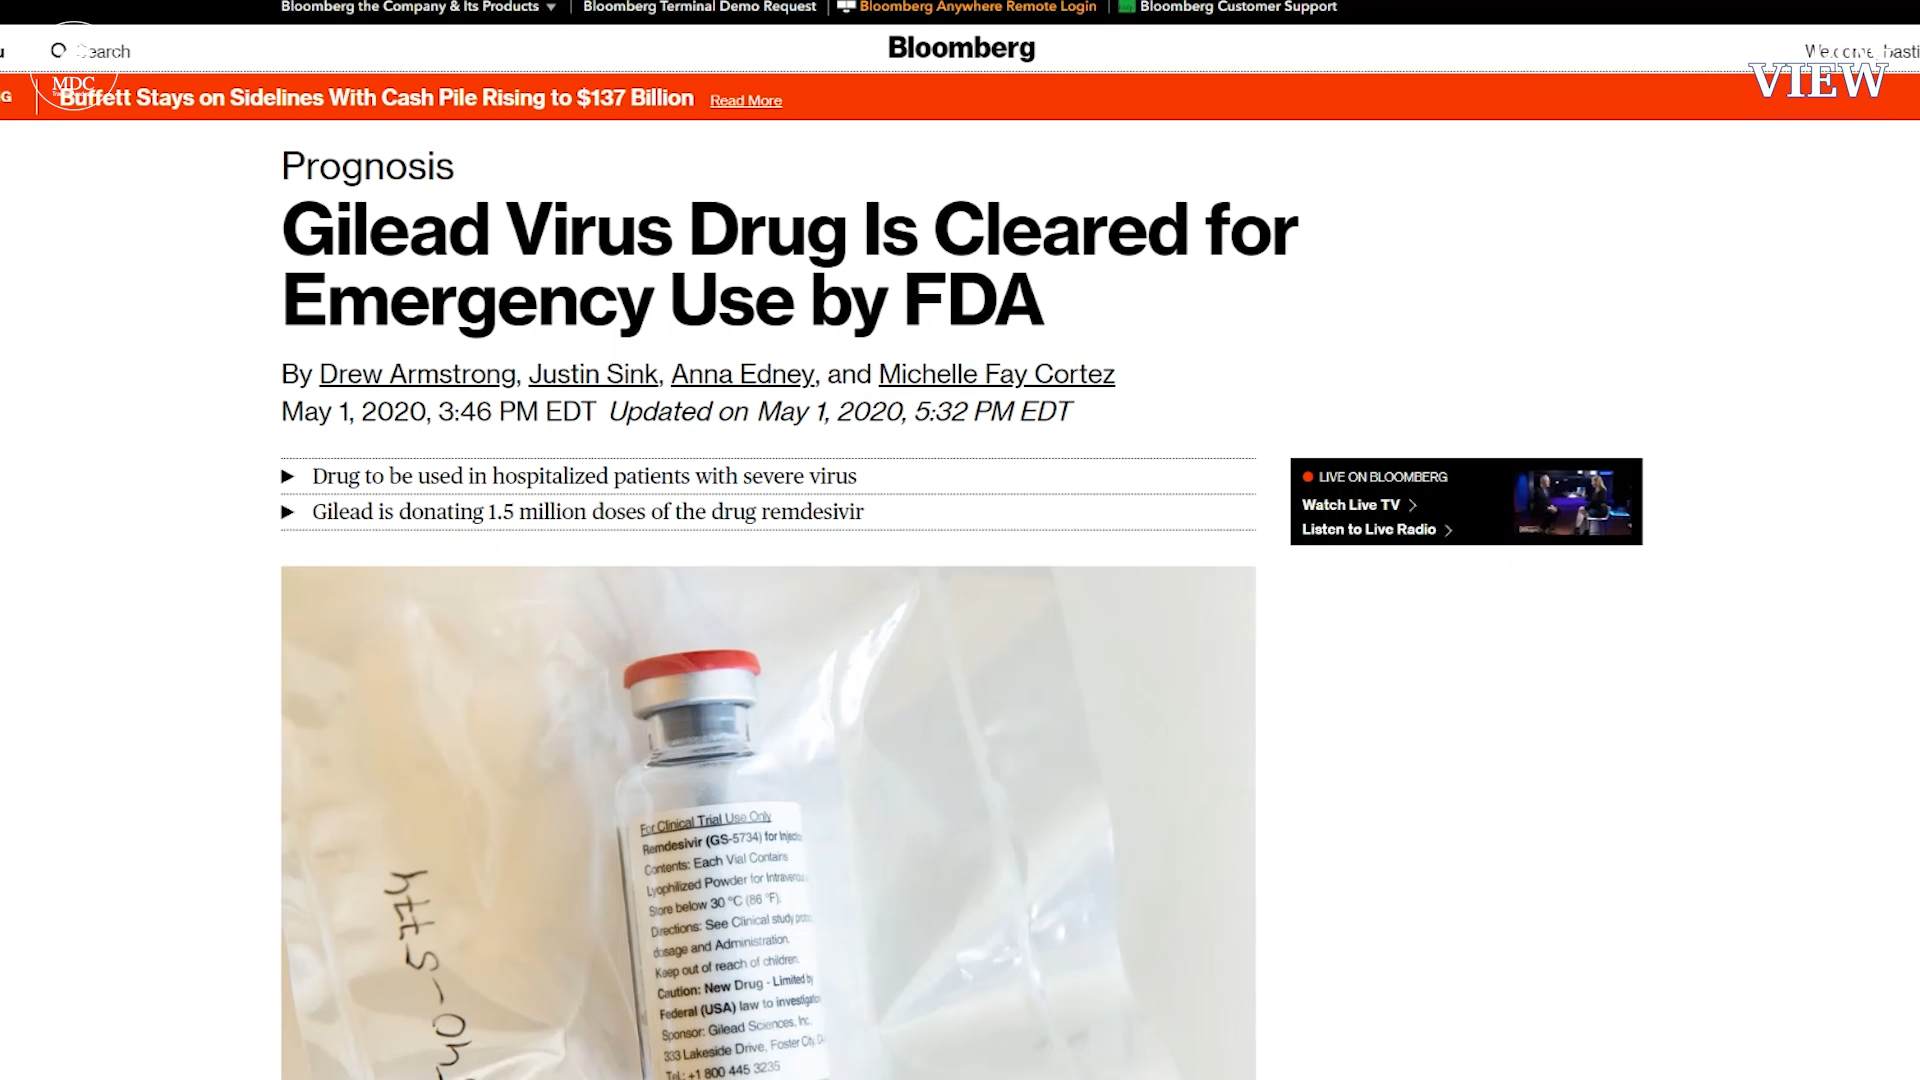 Bloomberg the Company & Its Products ▼ Bloomberg Terminal Demo Request Bloomberg Anywhere Remote Login Bloomberg Customer Support
Bloomberg
MDC
VIEW
Buffett Stays on Sidelines With Cash Pile Rising to $137 Billion Read More
Prognosis
Gilead Virus Drug Is Cleared for
Emergency Use by FDA
By Drew Armstrong, Justin Sink, Anna Edney, and Michelle Fay Cortez
May 1, 2020, 3:46 PM EDT Updated on May 1, 2020, 5:32 PM EDT
Drug to be used in hospitalized patients with severe virus
Gilead is donating 1.5 million doses of the drug remdesivir
LIVE ON BLOOMBERG
Watch Live TV
Listen to Live Radio
For Clinical Trial Use Only
Remdesivir (GS-5734) for
Contents: Each Vial Contains
Lyophilized Powder for
Store below 30 °C (86 °F).
Directions: See Clinical study
dosage and Administration.
Keep out of reach of children.
Caution: New Drug - Limited by
Federal (USA) law to
Sponsor: Gilead Sciences, Inc.
333 Lakeside Drive, Foster City,
Tel.: +1 800 445 3235